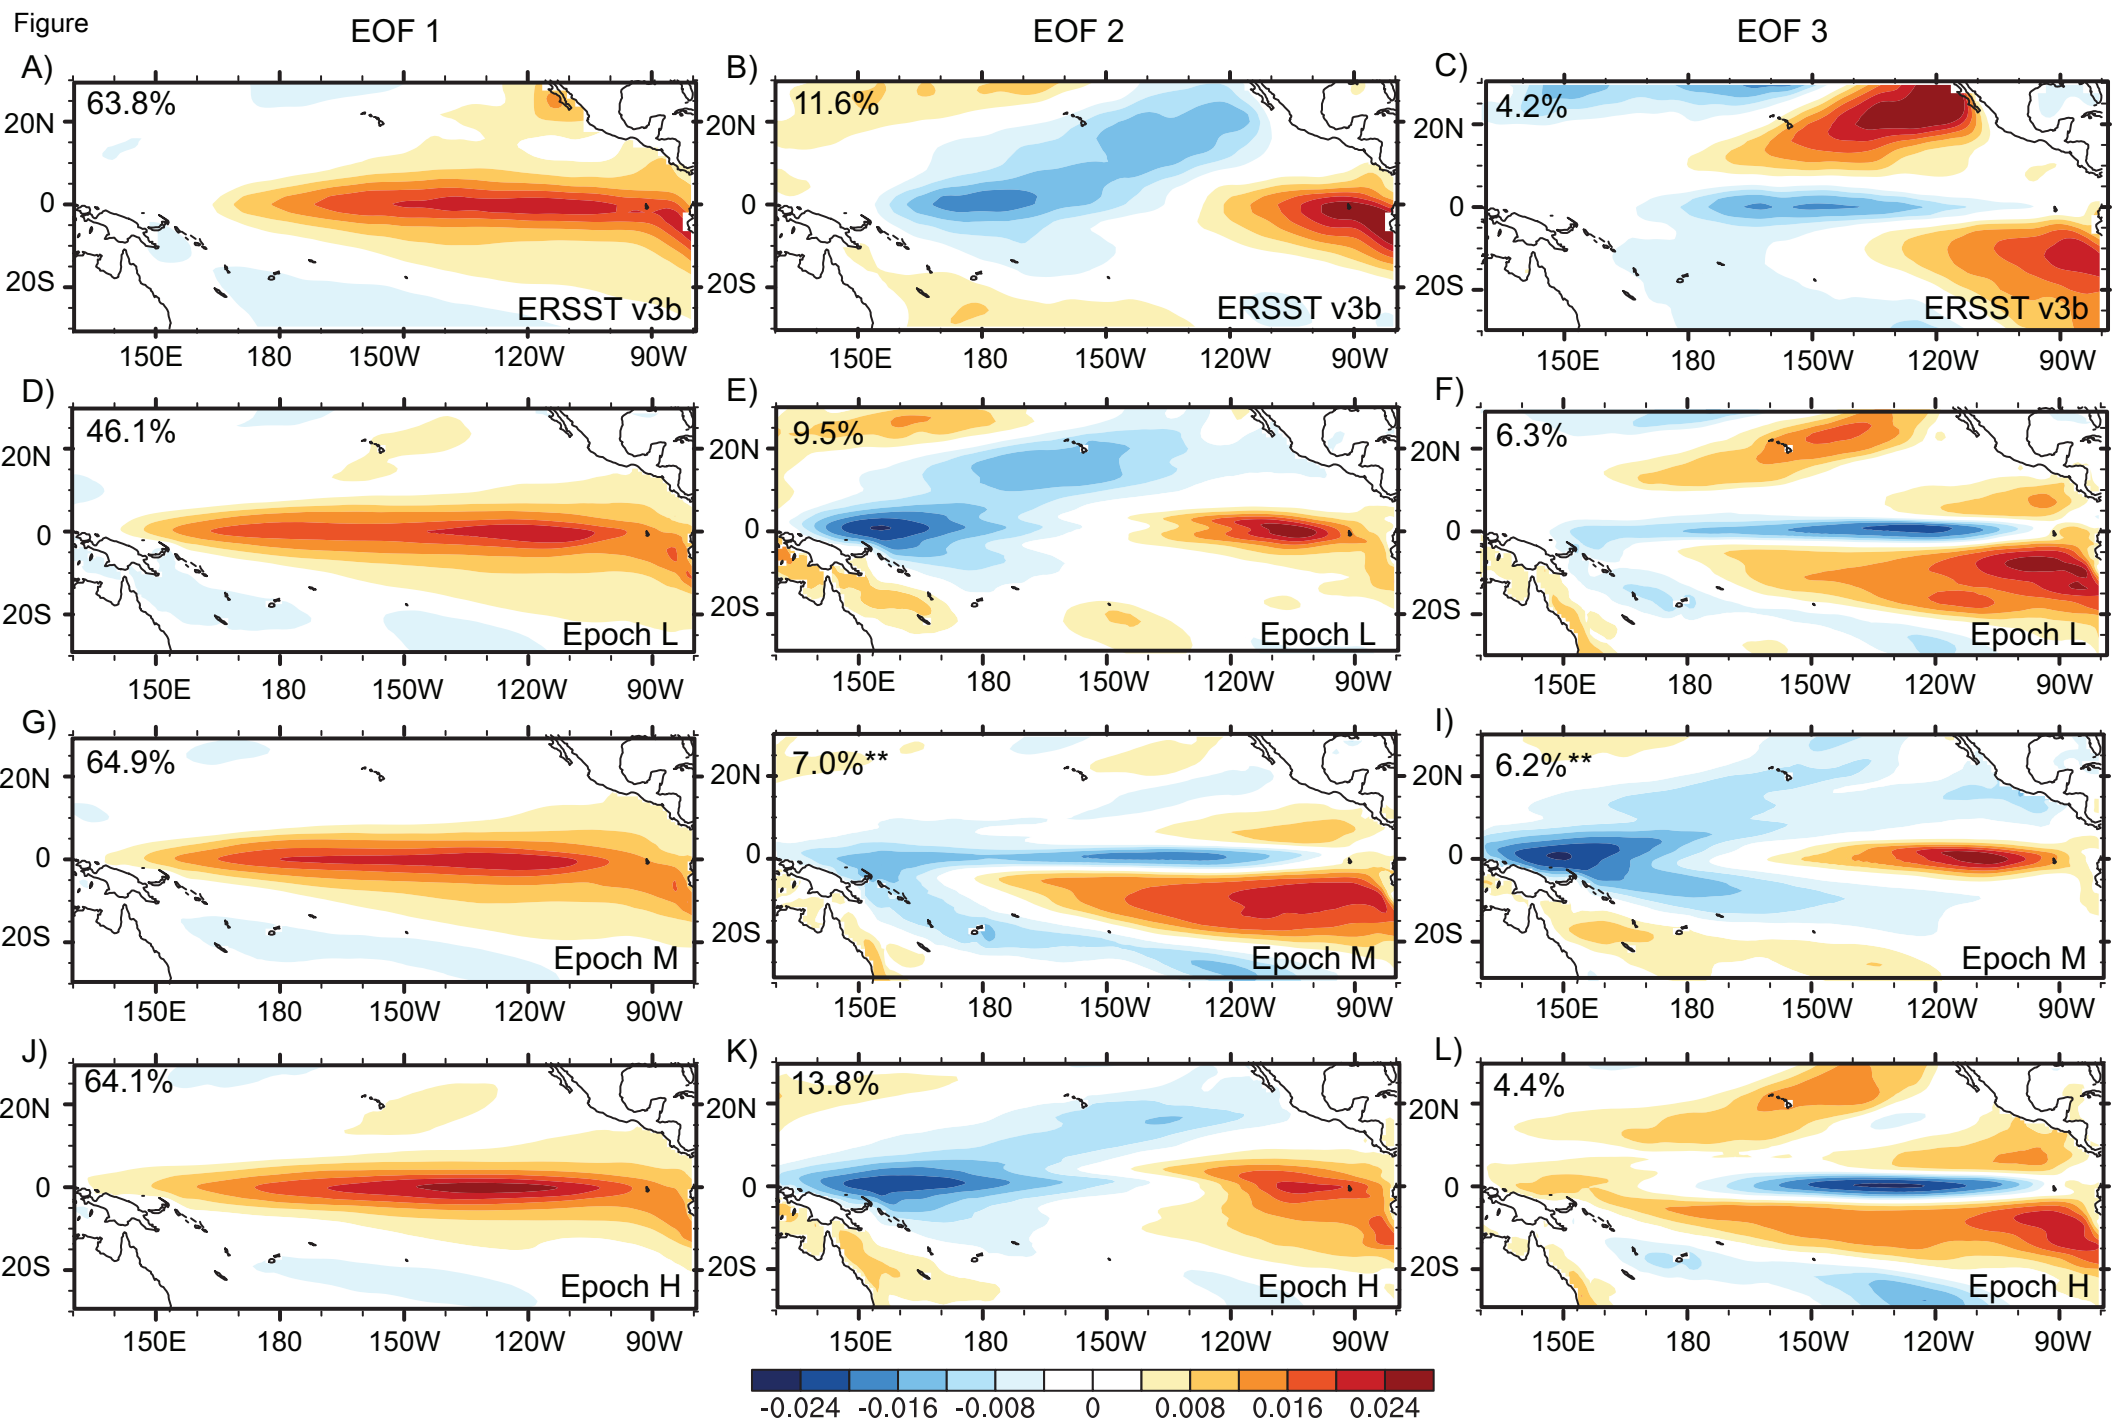 Figure
EOF 1
EOF 2
EOF 3
A)
63.8%
20N
0
20S
ERSST v3b
150E 180 150W 120W 90W
B)
11.6%
20N
0
20S
ERSST v3b
150E 180 150W 120W 90W
C)
4.2%
20N
0
20S
ERSST v3b
150E 180 150W 120W 90W
D)
46.1%
20N
0
20S
Epoch L
150E 180 150W 120W 90W
E)
9.5%
20N
0
20S
Epoch L
150E 180 150W 120W 90W
F)
6.3%
20N
0
20S
Epoch L
150E 180 150W 120W 90W
G)
64.9%
20N
0
20S
Epoch M
150E 180 150W 120W 90W
7.0%**
20N
0
20S
Epoch M
150E 180 150W 120W 90W
I)
6.2%**
20N
0
20S
Epoch M
150E 180 150W 120W 90W
J)
64.1%
20N
0
20S
Epoch H
150E 180 150W 120W 90W
K)
13.8%
20N
0
20S
Epoch H
150E 180 150W 120W 90W
L)
4.4%
20N
0
20S
Epoch H
150E 180 150W 120W 90W
-0.024 -0.016 -0.008 0 0.008 0.016 0.024